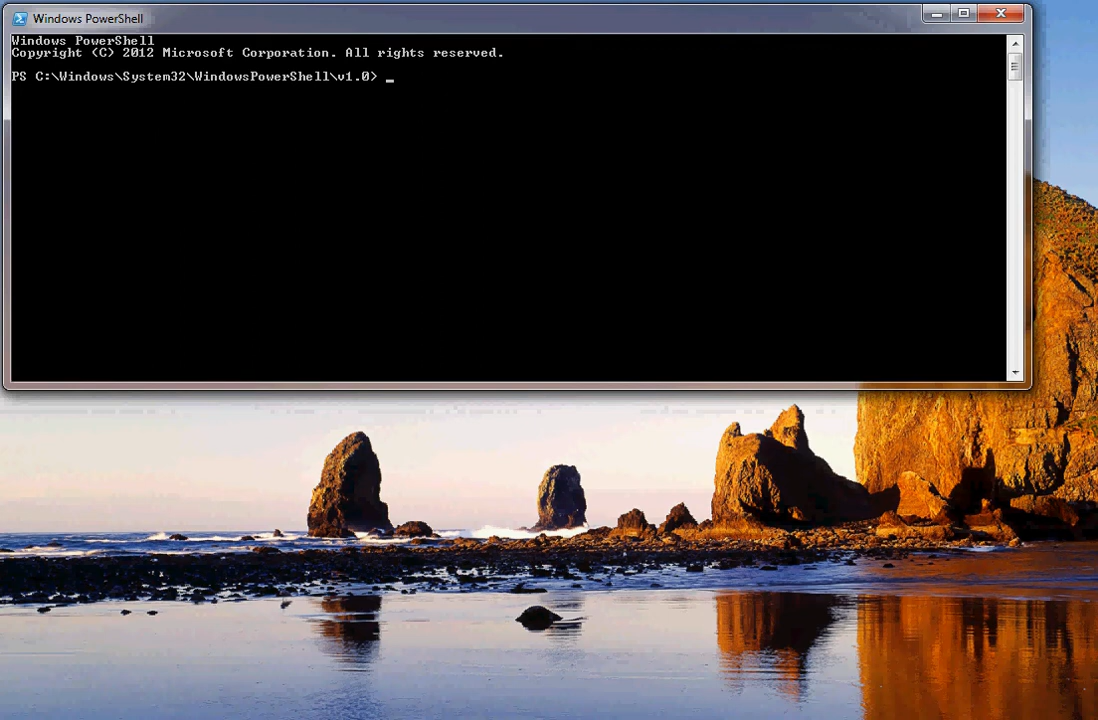 Windows PowerShell
Windows PowerShell
Copyright (C) 2012 Microsoft Corporation. All rights reserved.
PS C:\Windows\System32\WindowsPowerShell\v1.0> _